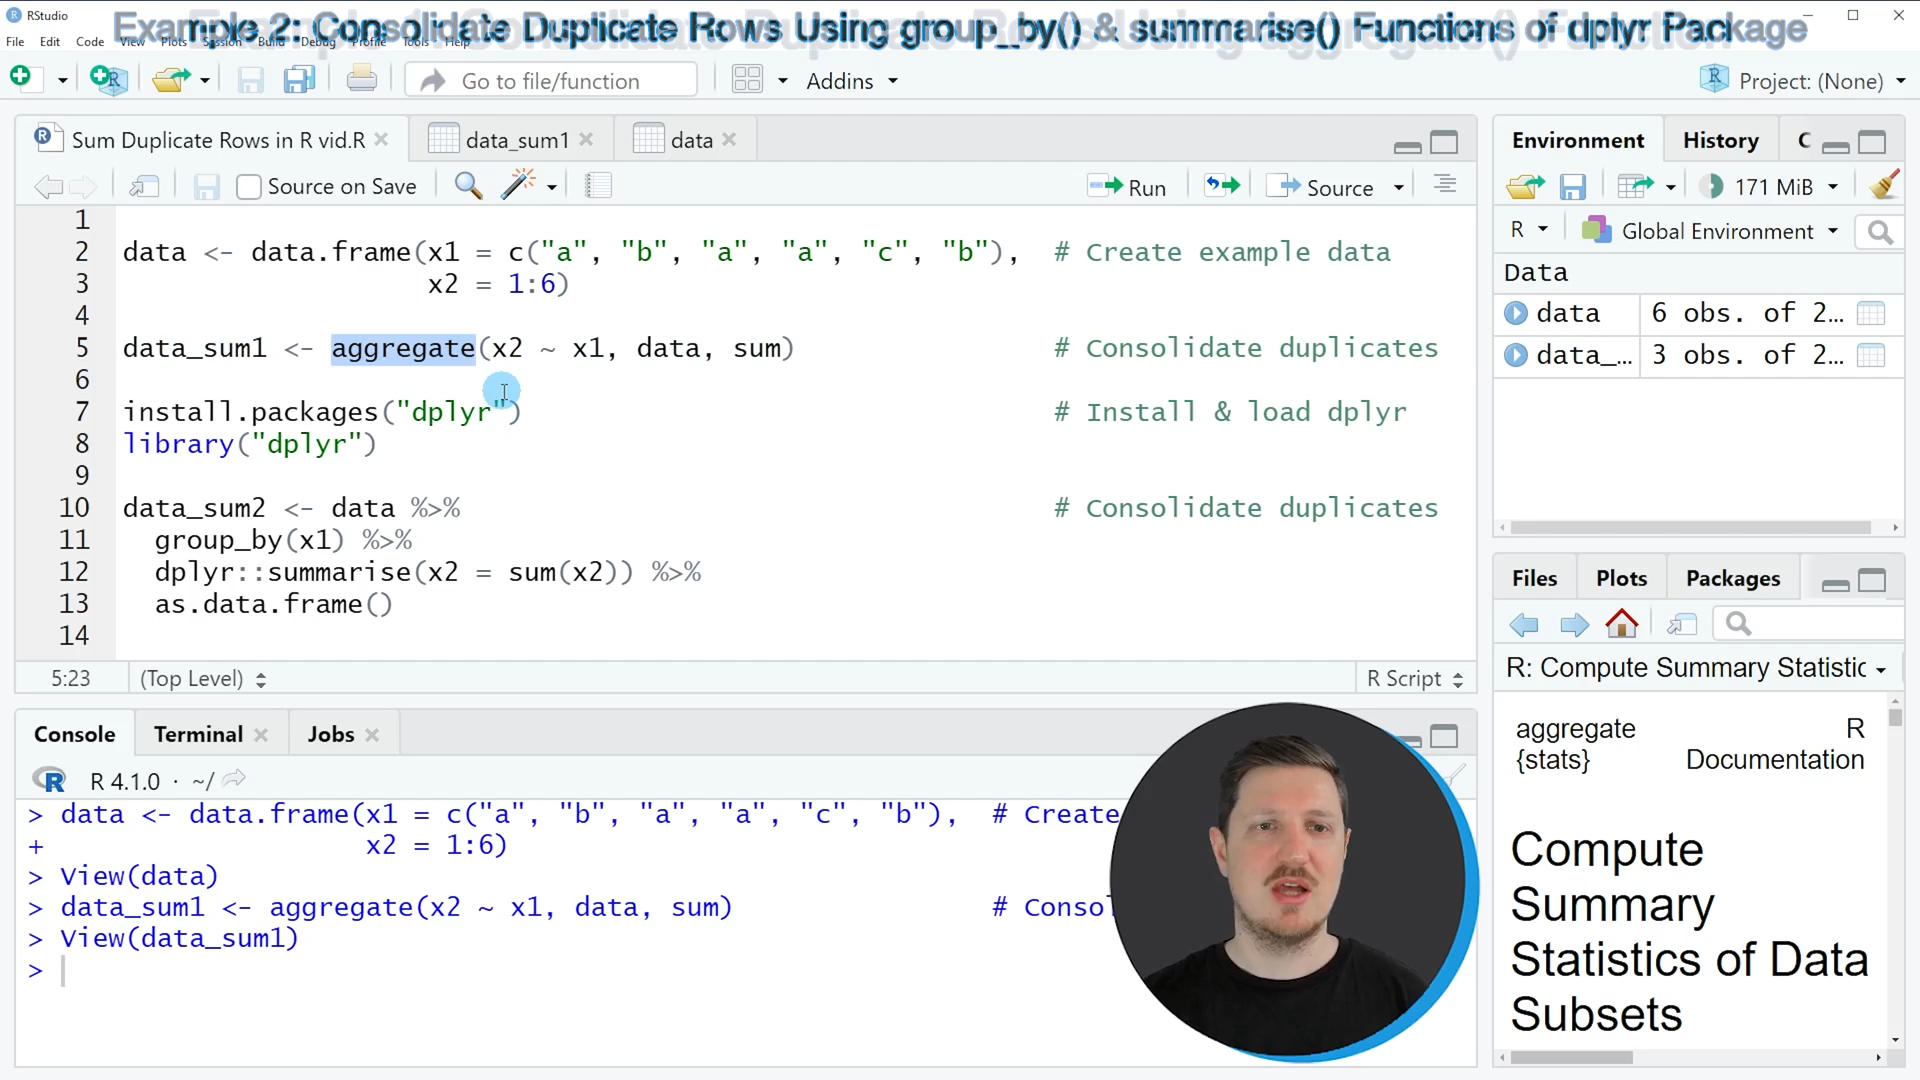 RStudio
Example 2: Consolidate Duplicate Rows Using group_by() & summarise() Functions of dplyr Package
File Edit Code View Plots Session Build Debug Profile Tools Help
Go to file/function
Addins
Project: (None)
Sum Duplicate Rows in R vid.R
data_sum1
data
Source on Save
Run
Source
1
2 data <- data.frame(x1 = c("a", "b", "a", "a", "c", "b"), # Create example data
3 x2 = 1:6)
4
5 data_sum1 <- aggregate(x2 ~ x1, data, sum) # Consolidate duplicates
6
7 install.packages("dplyr") # Install & load dplyr
8 library("dplyr")
9
10 data_sum2 <- data %>% # Consolidate duplicates
11 group_by(x1) %>%
12 dplyr::summarise(x2 = sum(x2)) %>%
13 as.data.frame()
14
5:23 (Top Level) R Script
Console Terminal Jobs
R 4.1.0 · ~/
> data <- data.frame(x1 = c("a", "b", "a", "a", "c", "b"), # Create
+ x2 = 1:6)
> View(data)
> data_sum1 <- aggregate(x2 ~ x1, data, sum) # Consol
> View(data_sum1)
>
Environment History C
171 MiB
R Global Environment
Data
data 6 obs. of 2…
data_… 3 obs. of 2…
Files Plots Packages
R: Compute Summary Statistic
aggregate R
{stats} Documentation
Compute
Summary
Statistics of Data
Subsets